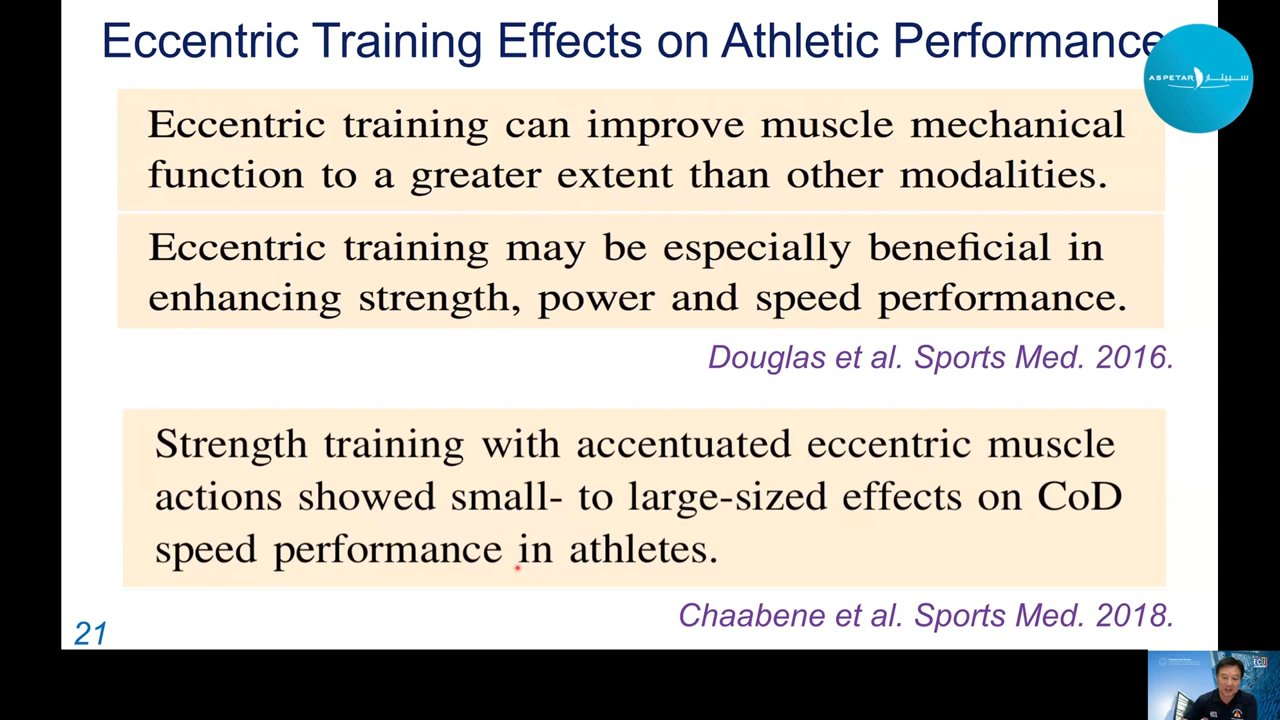 Eccentric Training Effects on Athletic Performance
ASPETAR سبيتار
Eccentric training can improve muscle mechanical
function to a greater extent than other modalities.
Eccentric training may be especially beneficial in
enhancing strength, power and speed performance.
Douglas et al. Sports Med. 2016.
Strength training with accentuated eccentric muscle
actions showed small- to large-sized effects on CoD
speed performance in athletes.
Chaabene et al. Sports Med. 2018.
21
ECU